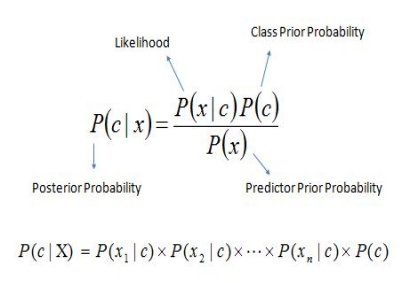 Likelihood
Class Prior Probability
P(c|x) = P(x|c)P(c) / P(x)
Posterior Probability
Predictor Prior Probability
P(c|X) = P(x₁|c) × P(x₂|c) × ⋯ × P(xₙ|c) × P(c)